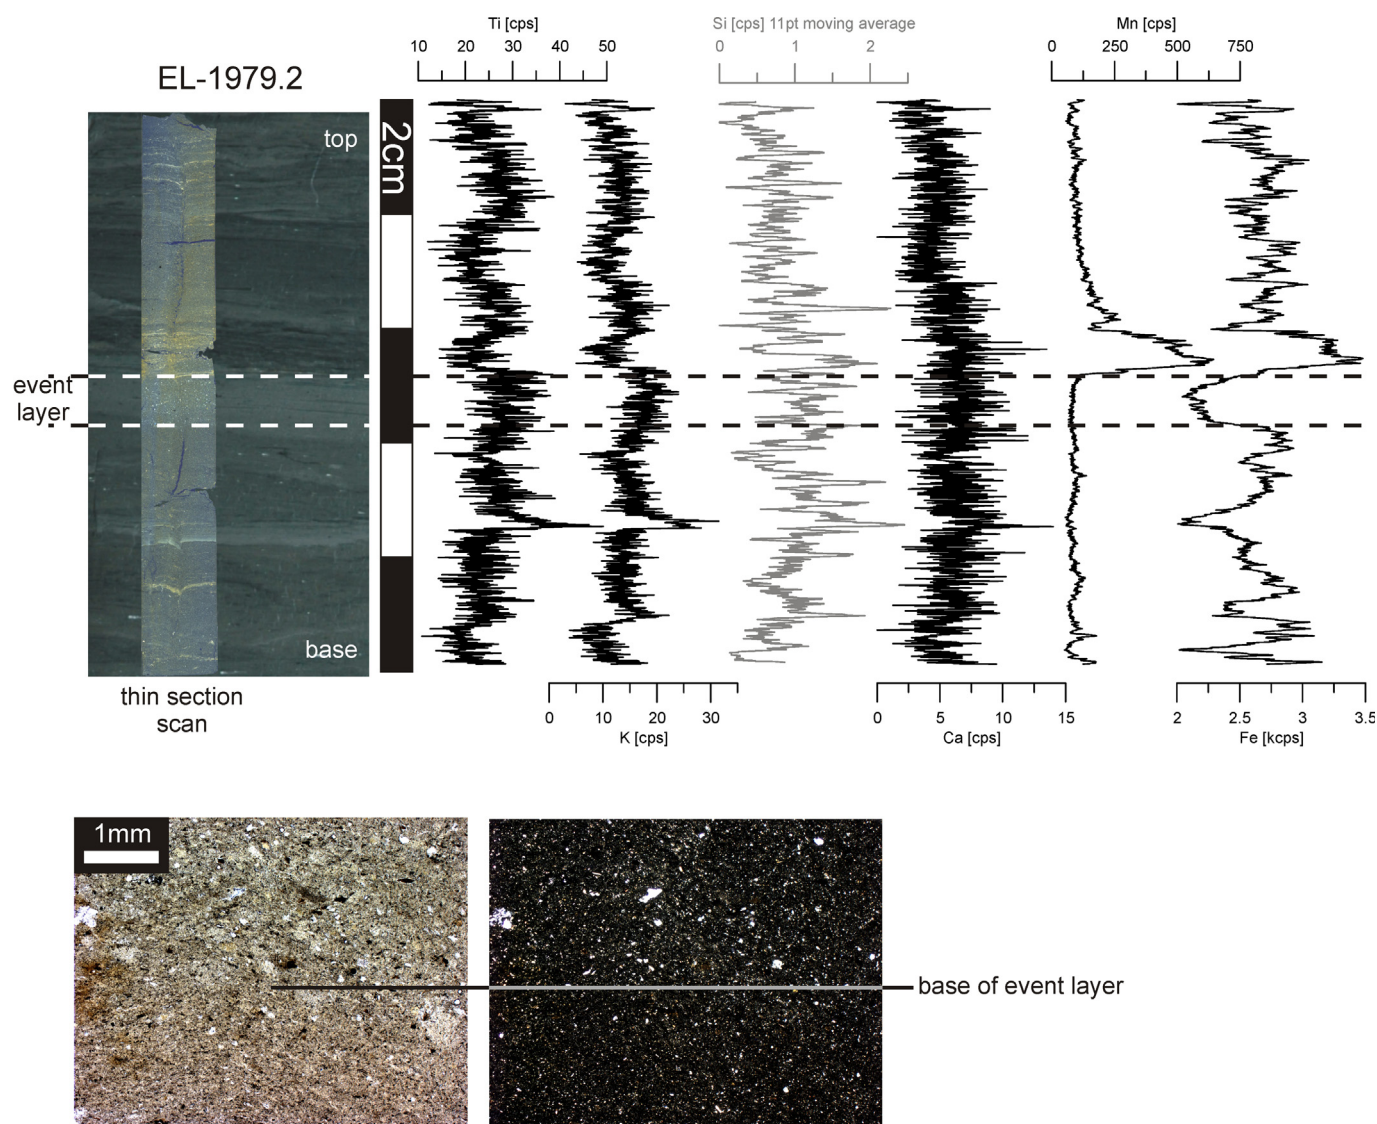 Ti [cps]
10 20 30 40 50
Si [cps] 11pt moving average
0 1 2
Mn [cps]
0 250 500 750
EL-1979.2
top
2cm
event
layer
base
thin section
scan
0 10 20 30
K [cps]
0 5 10 15
Ca [cps]
2 2.5 3 3.5
Fe [kcps]
1mm
base of event layer